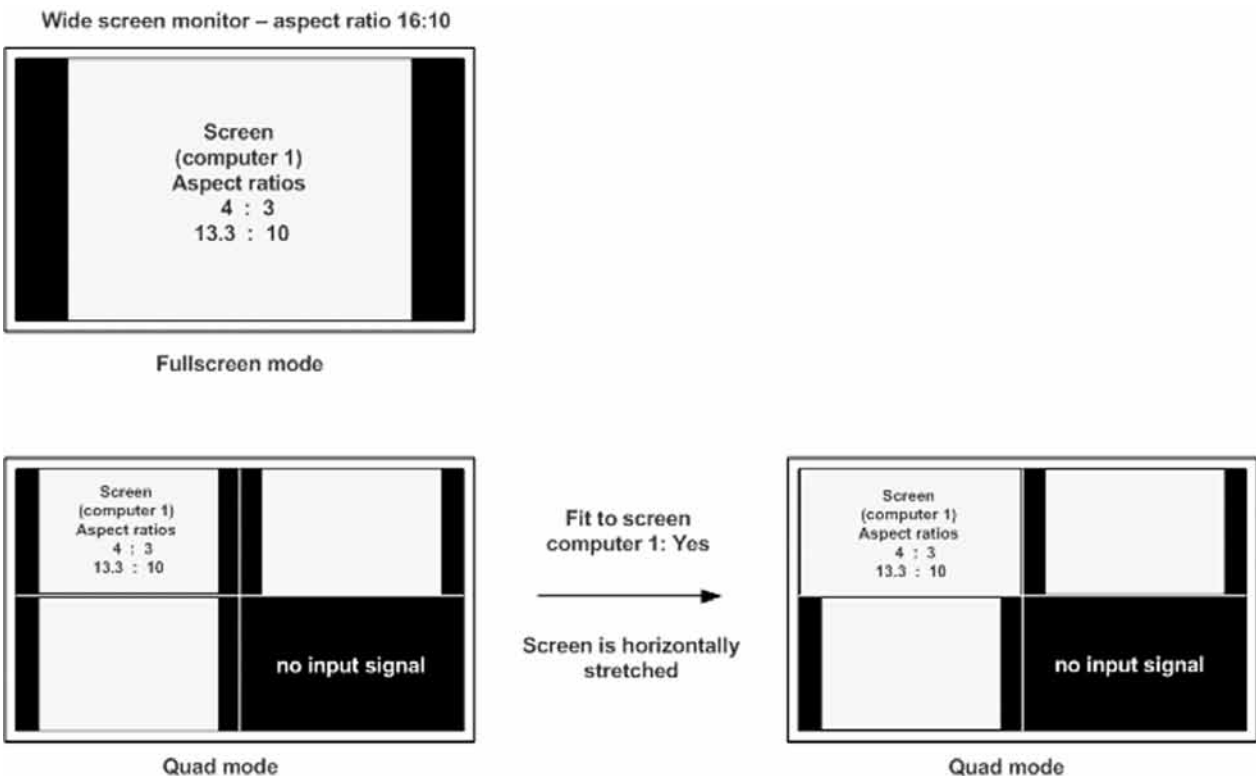 Wide screen monitor – aspect ratio 16:10
Screen
(computer 1)
Aspect ratios
4 : 3
13.3 : 10
Fullscreen mode
Screen
(computer 1)
Aspect ratios
4 : 3
13.3 : 10
no input signal
Quad mode
Fit to screen
computer 1: Yes
Screen is horizontally
stretched
Screen
(computer 1)
Aspect ratios
4 : 3
13.3 : 10
no input signal
Quad mode